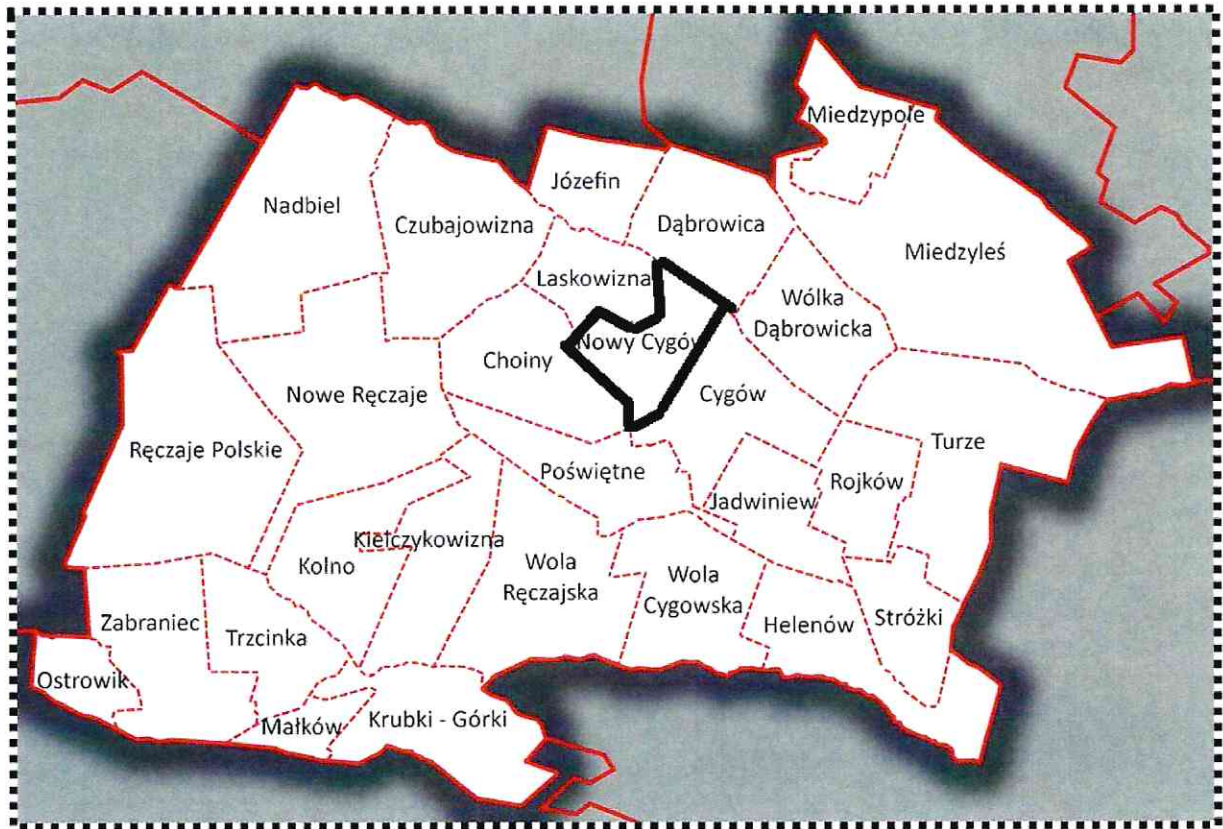 Miedzypole
Józefin
Nadbiel
Czubajowizna
Dąbrowica
Miedzyleś
Laskowizna
Wólka
Dąbrowicka
Nowy Cygów
Choiny
Nowe Ręczaje
Cygów
Ręczaje Polskie
Turze
Poświętne
Rojków
Jadwiniew
Kielczykowizna
Kolno
Wola
Ręczajska
Wola
Cygowska
Zabraniec
Trzcinka
Helenów
Stróżki
Ostrowik
Małków
Krubki - Górki